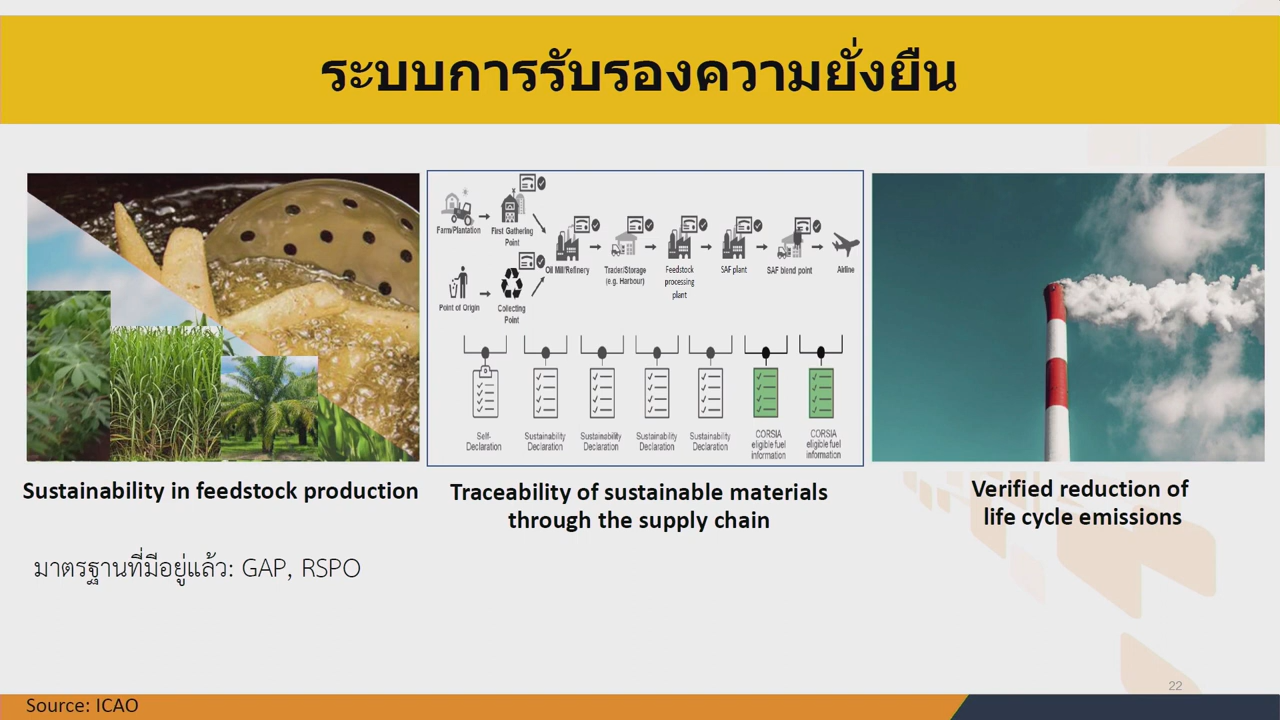 ระบบการรับรองความยั่งยืน
Farm/Plantation
First Gathering
Point
Oil Mill/Refinery
Trader/Storage
(e.g. Harbour)
Feedstock
processing
plant
SAF plant
SAF blend point
Airline
Point of Origin
Collecting
Point
Self-
Declaration
Sustainability
Declaration
Sustainability
Declaration
Sustainability
Declaration
Sustainability
Declaration
CORSIA
eligible fuel
information
CORSIA
eligible fuel
information
Sustainability in feedstock production
Traceability of sustainable materials
through the supply chain
Verified reduction of
life cycle emissions
มาตรฐานที่มีอยู่แล้ว: GAP, RSPO
22
Source: ICAO